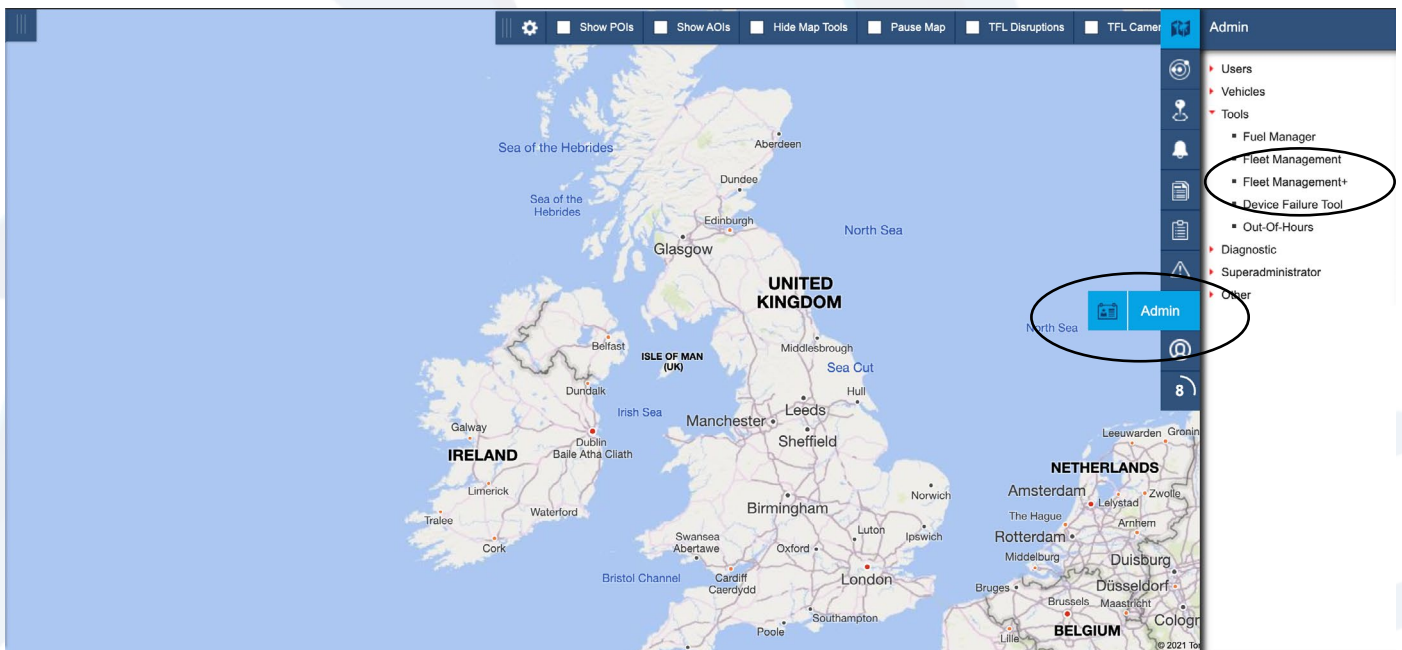 Show POIs
Show AOIs
Hide Map Tools
Pause Map
TFL Disruptions
TFL Camer
Admin
Users
Vehicles
Tools
Fuel Manager
Fleet Management
Fleet Management+
Device Failure Tool
Out-Of-Hours
Diagnostic
Superadministrator
Other
Admin
8
Aberdeen
Sea of the Hebrides
Dundee
Sea of the
Hebrides
Edinburgh
North Sea
Glasgow
UNITED
KINGDOM
North Sea
Belfast
ISLE OF MAN
(UK)
Middlesbrough
Sea Cut
Dundalk
Hull
Irish Sea
Leeds
Manchester
Galway
Sheffield
Dublin
Baile Atha Cliath
IRELAND
Leeuwarden
Gronin
NETHERLANDS
Limerick
Norwich
Amsterdam
Zwolle
Lelystad
Birmingham
Waterford
The Hague
Tralee
Arnhem
Luton
Ipswich
Rotterdam
Swansea
Abertawe
Cork
Oxford
Middelburg
Duisburg
Bristol Channel
Cardiff
Caerdydd
London
Bruges
Düsseldorf
Brussels
Maastricht
Southampton
Cologn
Poole
Lille
BELGIUM
© 2021 Tor